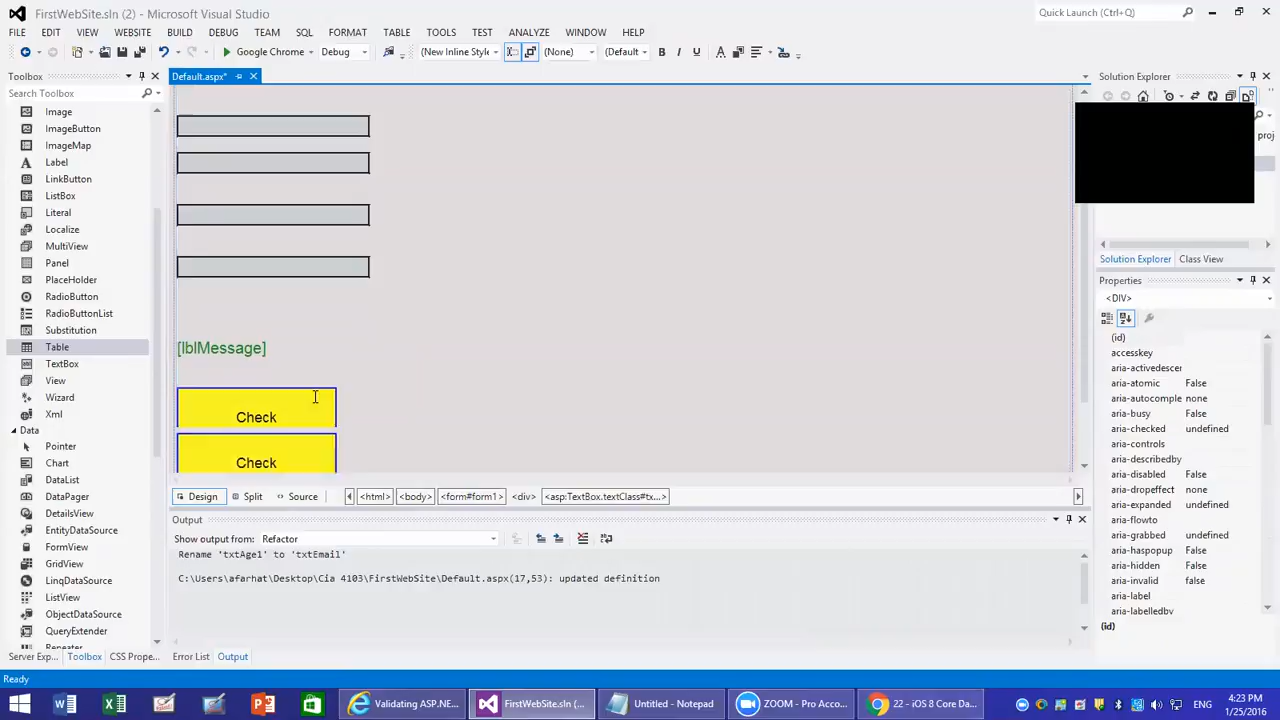 FirstWebSite.sln (2) - Microsoft Visual Studio
Quick Launch (Ctrl+Q)
FILE EDIT VIEW WEBSITE BUILD DEBUG TEAM SQL FORMAT TABLE TOOLS TEST ANALYZE WINDOW HELP
Google Chrome Debug (New Inline Style (None) (Default B I U A
Toolbox
Default.aspx*
Solution Explorer
Search Toolbox
Image
ImageButton
ImageMap
Label
LinkButton
ListBox
Literal
Localize
MultiView
Panel
PlaceHolder
RadioButton
RadioButtonList
Substitution
Table
TextBox
View
Wizard
Xml
Data
Pointer
Chart
DataList
DataPager
DetailsView
EntityDataSource
FormView
GridView
LinqDataSource
ListView
ObjectDataSource
QueryExtender
Repeater
Server Exp... Toolbox CSS Prope...
[lblMessage]
Check
Check
Design Split Source <html> <body> <form#form1> <div> <asp:TextBox.textClass#tx...>
Output
Show output from: Refactor
Rename 'txtAge1' to 'txtEmail'
C:\Users\afarhat\Desktop\Cia 4103\FirstWebSite\Default.aspx(17,53): updated definition
Error List Output
proj
Solution Explorer Class View
Properties
<DIV>
(id)
accesskey
aria-activedescer
aria-atomic False
aria-autocomple none
aria-busy False
aria-checked undefined
aria-controls
aria-describedby
aria-disabled False
aria-dropeffect none
aria-expanded undefined
aria-flowto
aria-grabbed undefined
aria-haspopup False
aria-hidden False
aria-invalid false
aria-label
aria-labelledby
(id)
Ready
Validating ASP.NE... FirstWebSite (... Untitled - Notepad ZOOM - Pro Acco... 22 - iOS 8 Core Da...
4:23 PM
1/25/2016